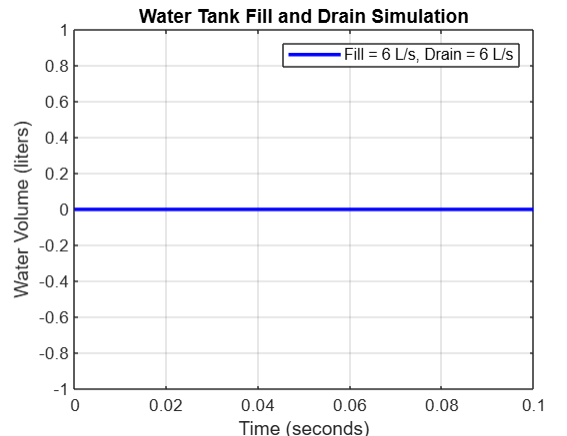 Water Tank Fill and Drain Simulation
1
Fill = 6 L/s, Drain = 6 L/s
0.8
0.6
0.4
0.2
0
-0.2
-0.4
-0.6
-0.8
-1
Water Volume (liters)
0 0.02 0.04 0.06 0.08 0.1
Time (seconds)